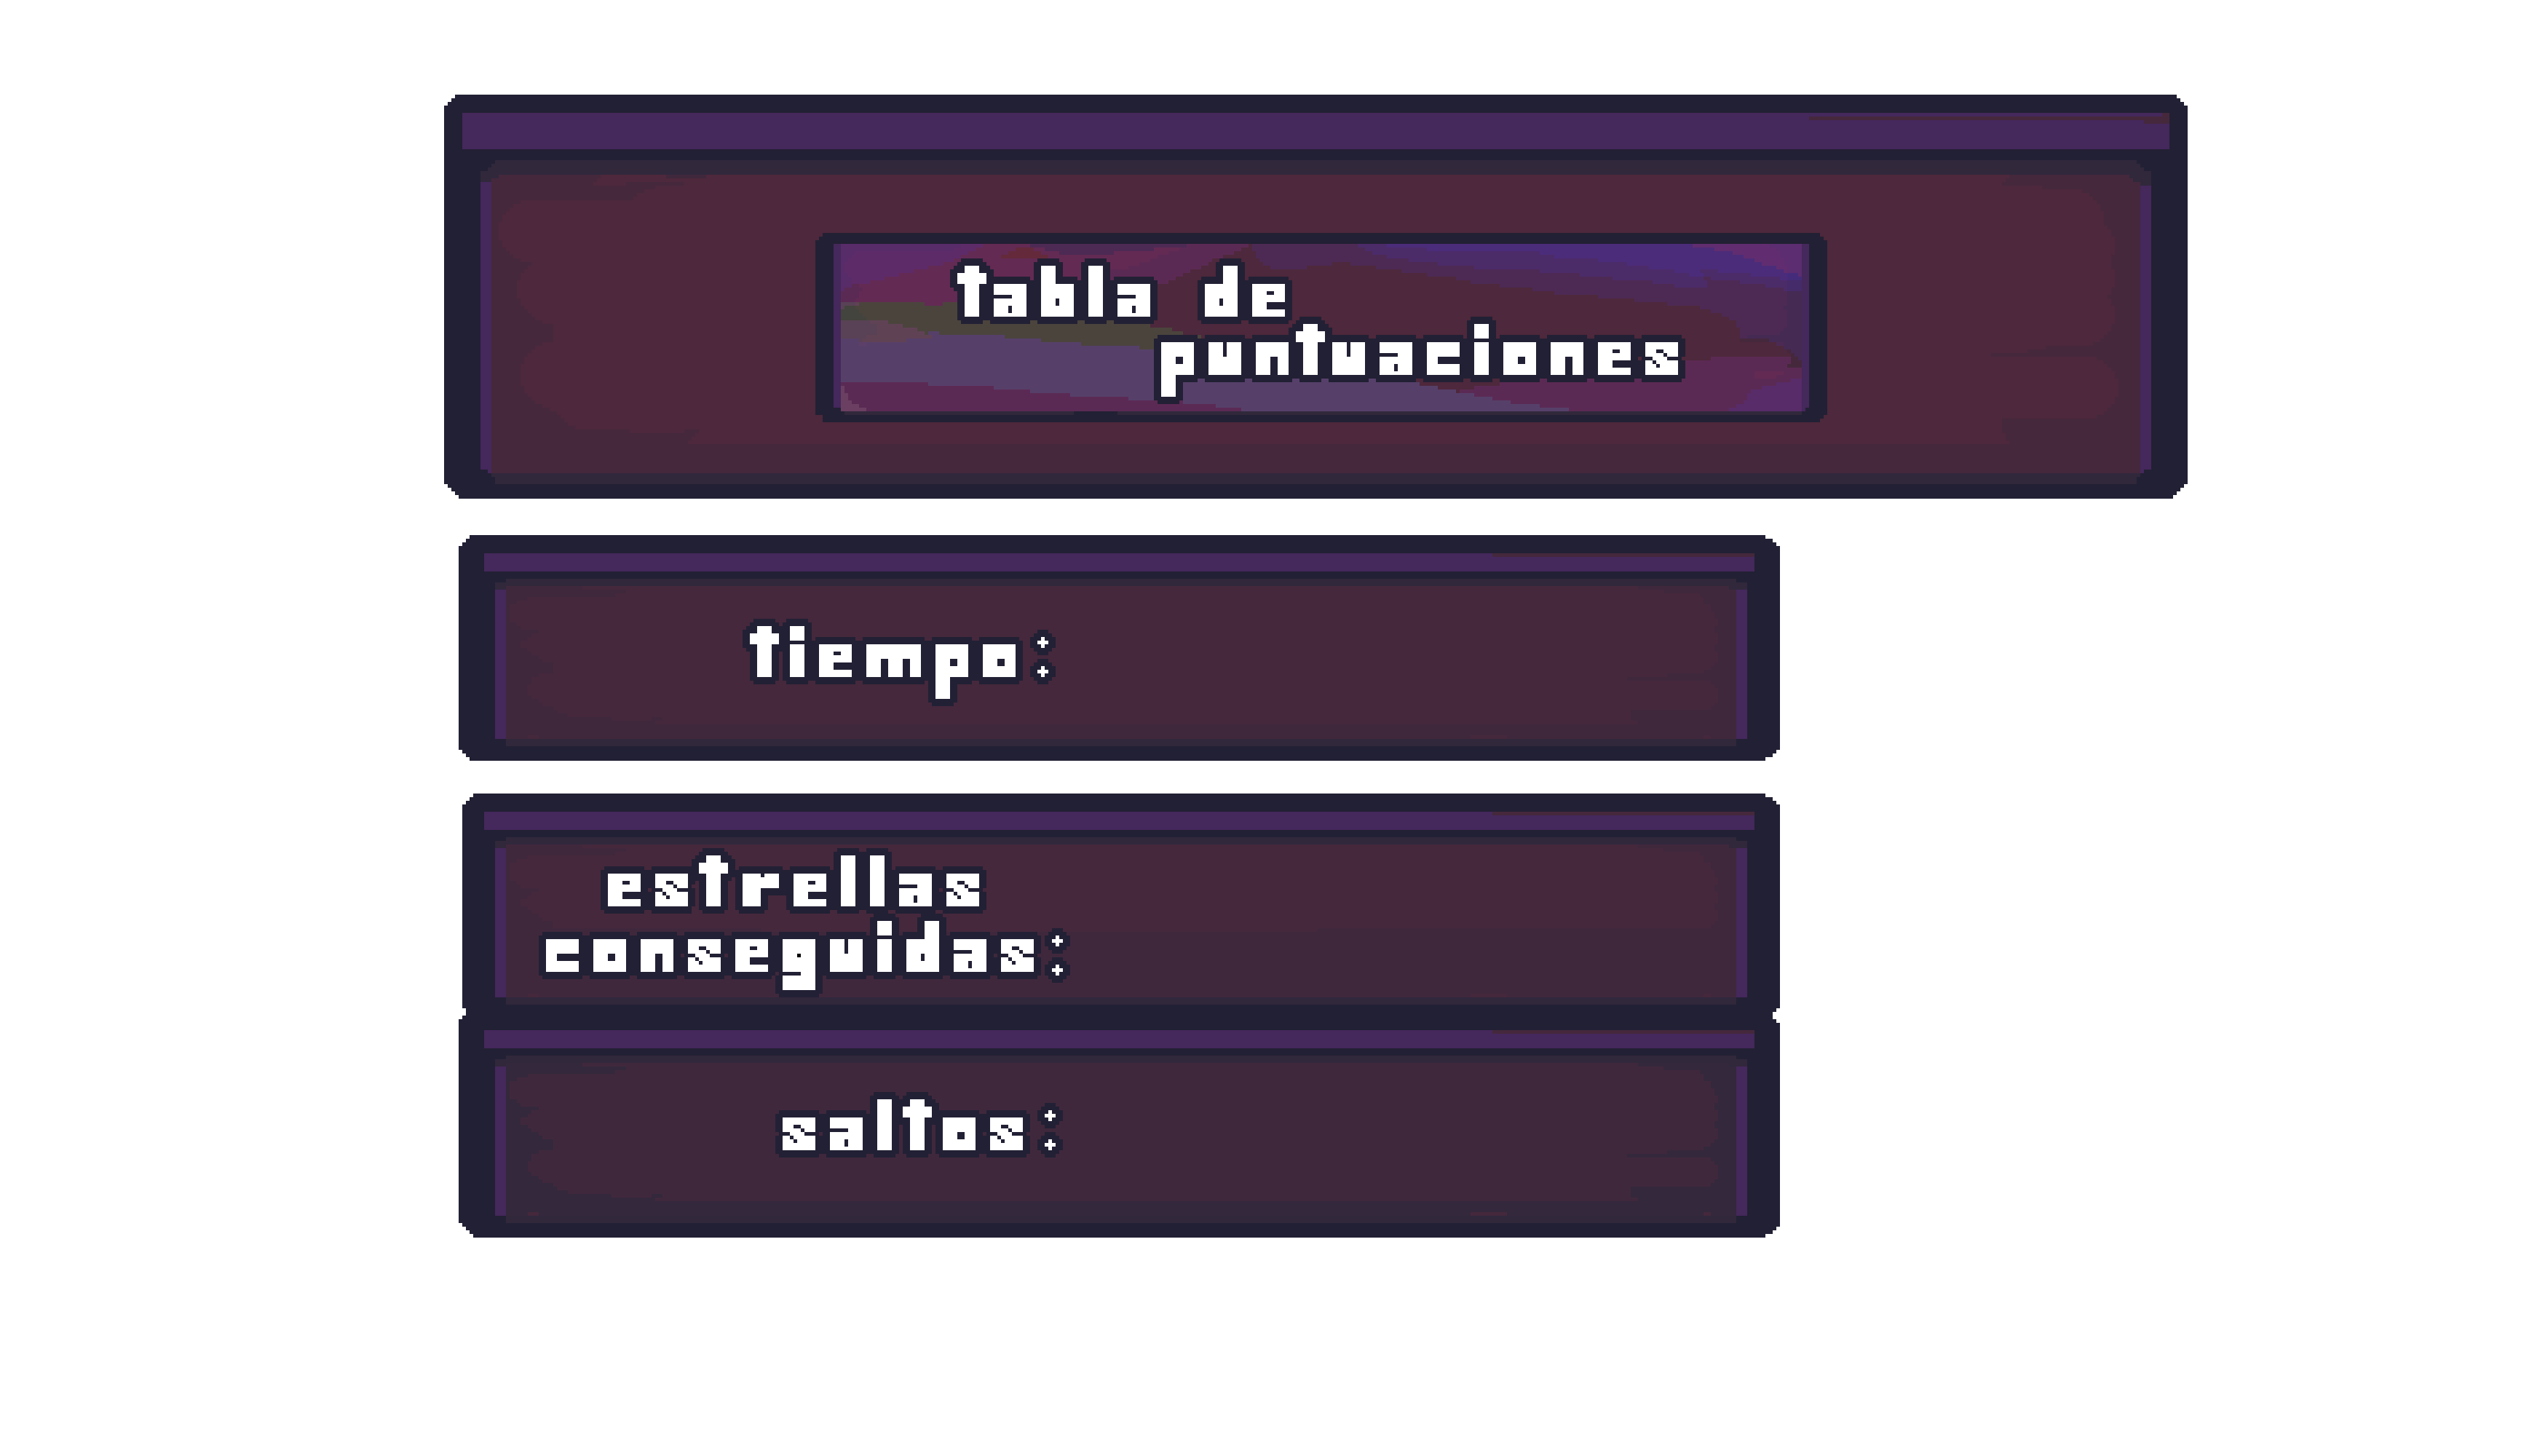 tabla de
puntuaciones
tiempo:
estrellas
conseguidas:
saltos: